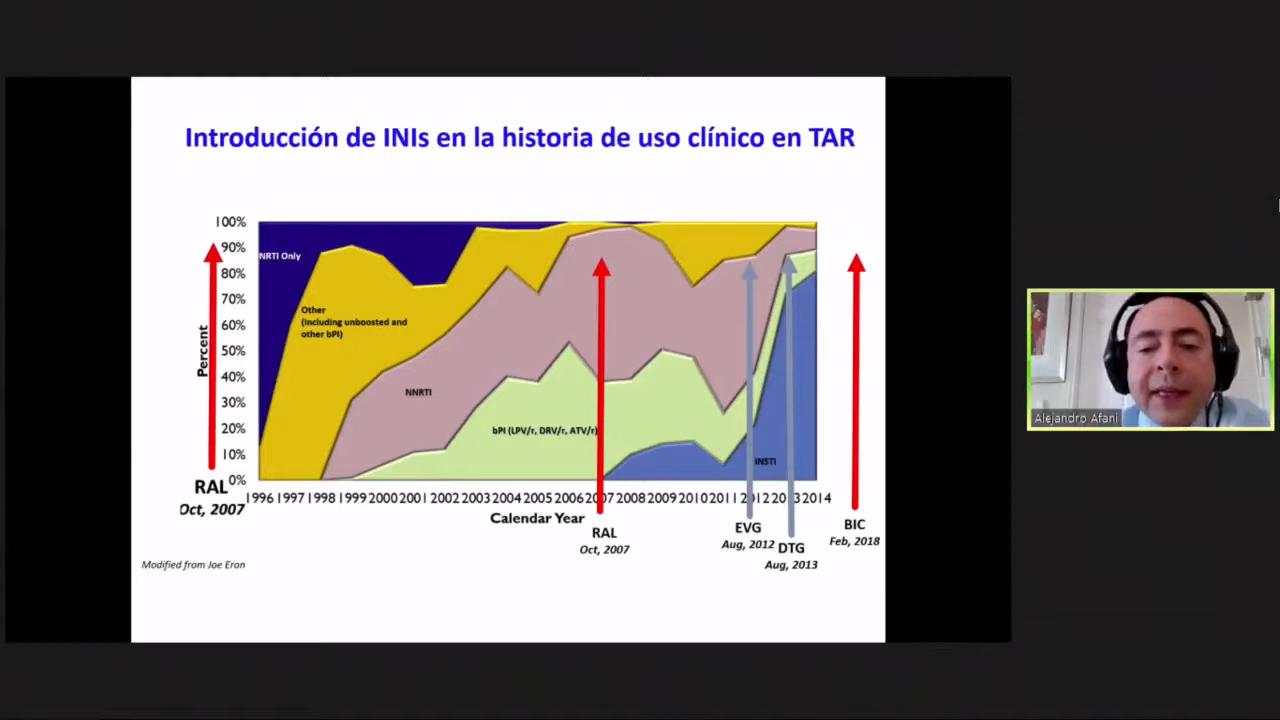 Introducción de INIs en la historia de uso clínico en TAR
100%
90%
80%
70%
60%
50%
40%
30%
20%
10%
0%
Percent
NRTI Only
Other
(including unboosted and
other bPI)
NNRTI
bPI (LPV/r, DRV/r, ATV/r)
INSTI
1996 1997 1998 1999 2000 2001 2002 2003 2004 2005 2006 2007 2008 2009 2010 2011 2012 2013 2014
Calendar Year
RAL
Oct, 2007
RAL
Oct, 2007
EVG
Aug, 2012
DTG
Aug, 2013
BIC
Feb, 2018
Modified from Joe Eron
Alejandro Afani